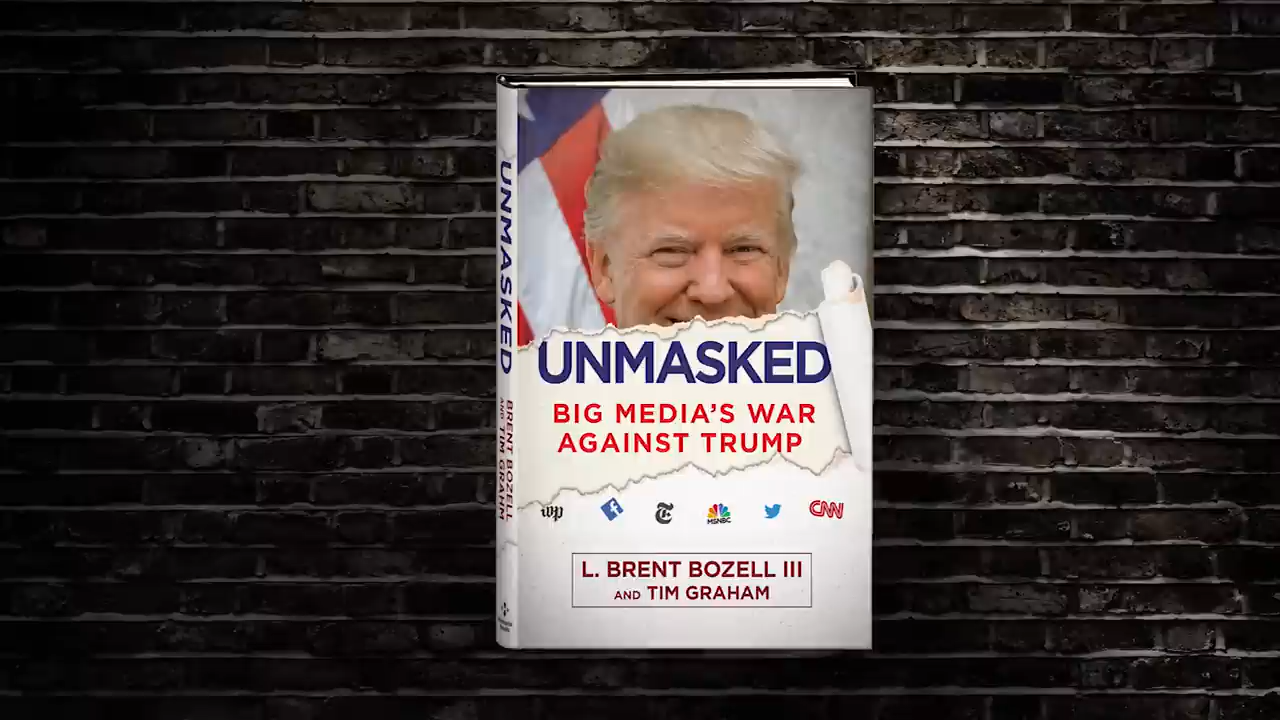 UNMASKED
BRENT BOZELL
AND TIM GRAHAM
UNMASKED
BIG MEDIA'S WAR
AGAINST TRUMP
wp
f
T
MSNBC
CNN
L. BRENT BOZELL III
AND TIM GRAHAM